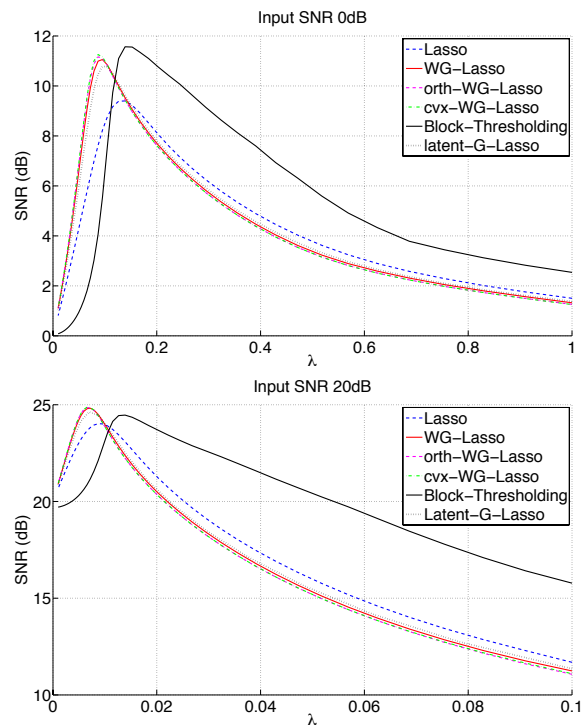 Input SNR 0dB
12
10
8
6
4
2
0
SNR (dB)
0
0.2
0.4
0.6
0.8
1
λ
Lasso
WG-Lasso
orth-WG-Lasso
cvx-WG-Lasso
Block-Thresholding
latent-G-Lasso
Input SNR 20dB
25
20
15
10
SNR (dB)
0
0.02
0.04
0.06
0.08
0.1
λ
Lasso
WG-Lasso
orth-WG-Lasso
cvx-WG-Lasso
Block-Thresholding
Latent-G-Lasso